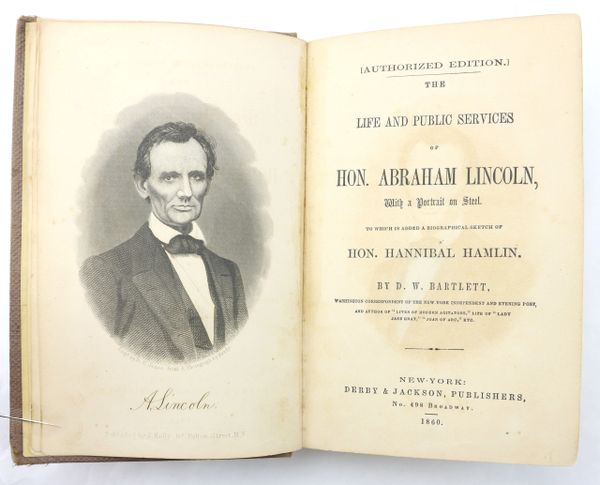 A. Lincoln.
[AUTHORIZED EDITION.]
THE
LIFE AND PUBLIC SERVICES
OF
HON. ABRAHAM LINCOLN,
With a Portrait on Steel.
TO WHICH IS ADDED A BIOGRAPHICAL SKETCH OF
HON. HANNIBAL HAMLIN.
BY D. W. BARTLETT,
WASHINGTON CORRESPONDENT OF THE NEW YORK INDEPENDENT AND EVENING POST,
AND AUTHOR OF "LIVES OF MODERN AGITATORS," LIFE OF "LADY
JANE GREY," "JOAN OF ARC," ETC.
NEW-YORK:
DERBY & JACKSON, PUBLISHERS,
No. 498 BROADWAY.
1860.